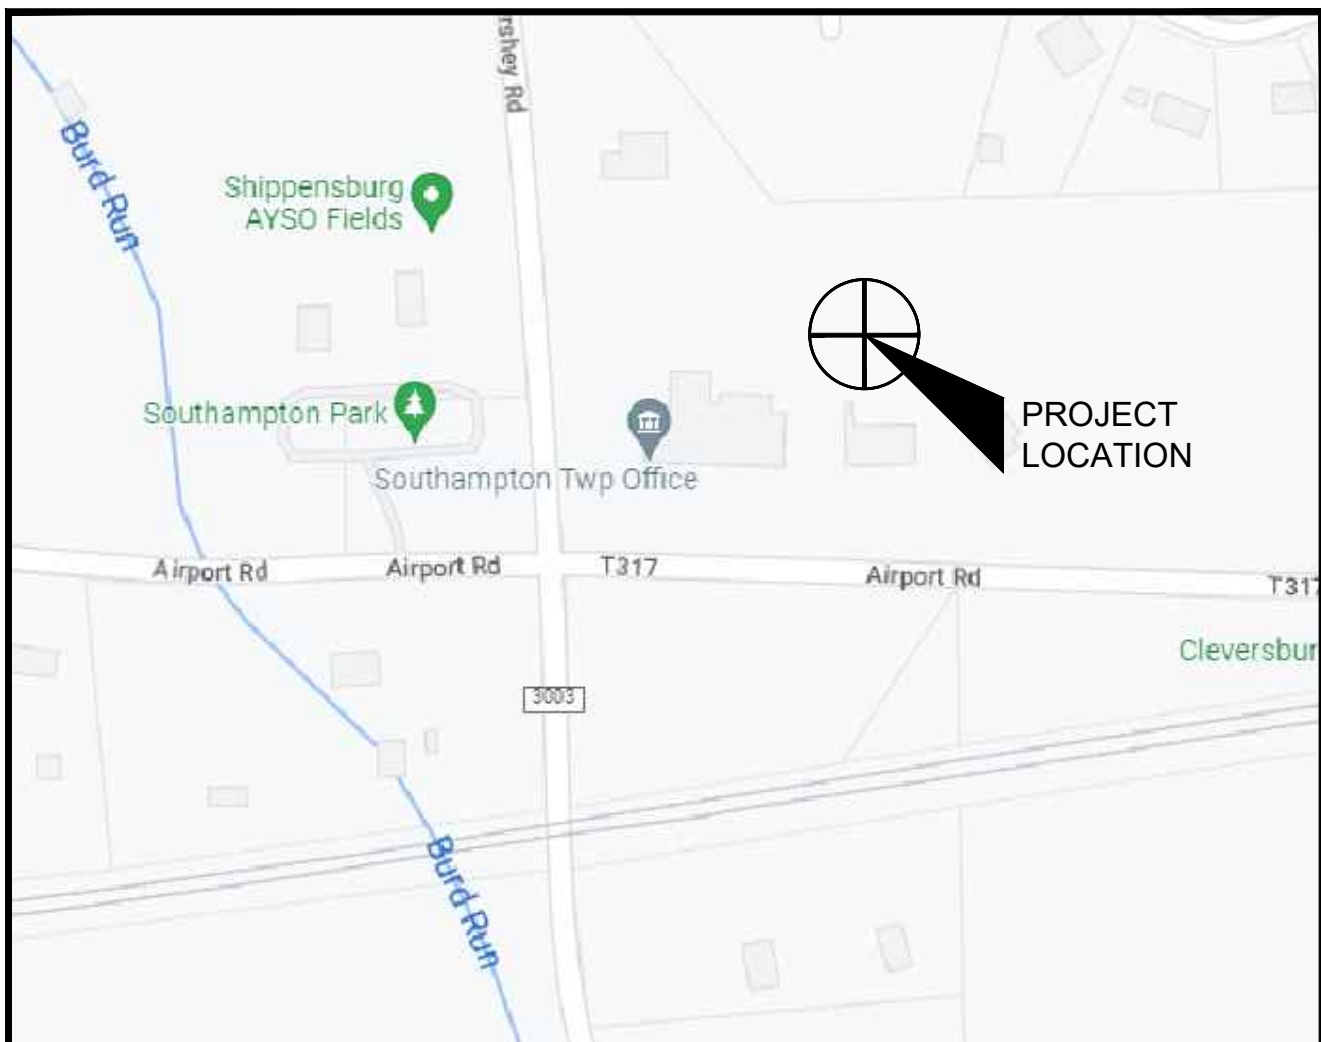 rshey Rd
Burd Run
Shippensburg
AYSO Fields
Southampton Park
PROJECT
LOCATION
Southampton Twp Office
Airport Rd
Airport Rd
T317
Airport Rd
T317
Cleversbur
3003
Burd Run